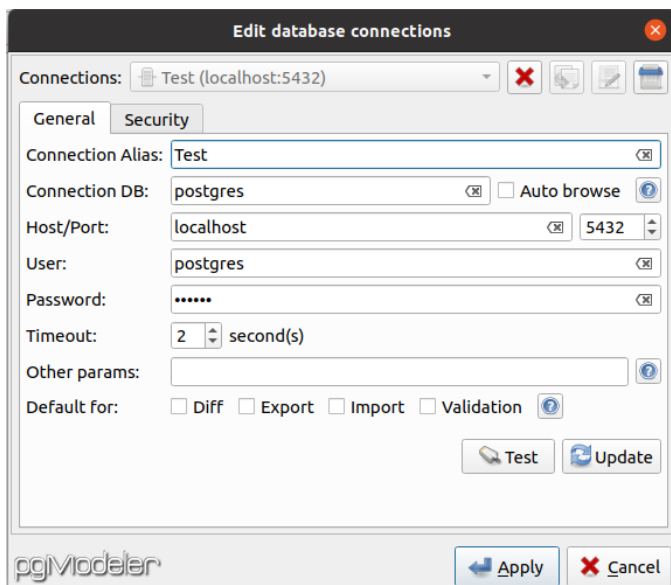 Edit database connections
Connections: Test (localhost:5432)
General Security
Connection Alias: Test
Connection DB: postgres Auto browse
Host/Port: localhost 5432
User: postgres
Password: ••••••
Timeout: 2 second(s)
Other params:
Default for: Diff Export Import Validation
Test Update
pgModeler Apply Cancel